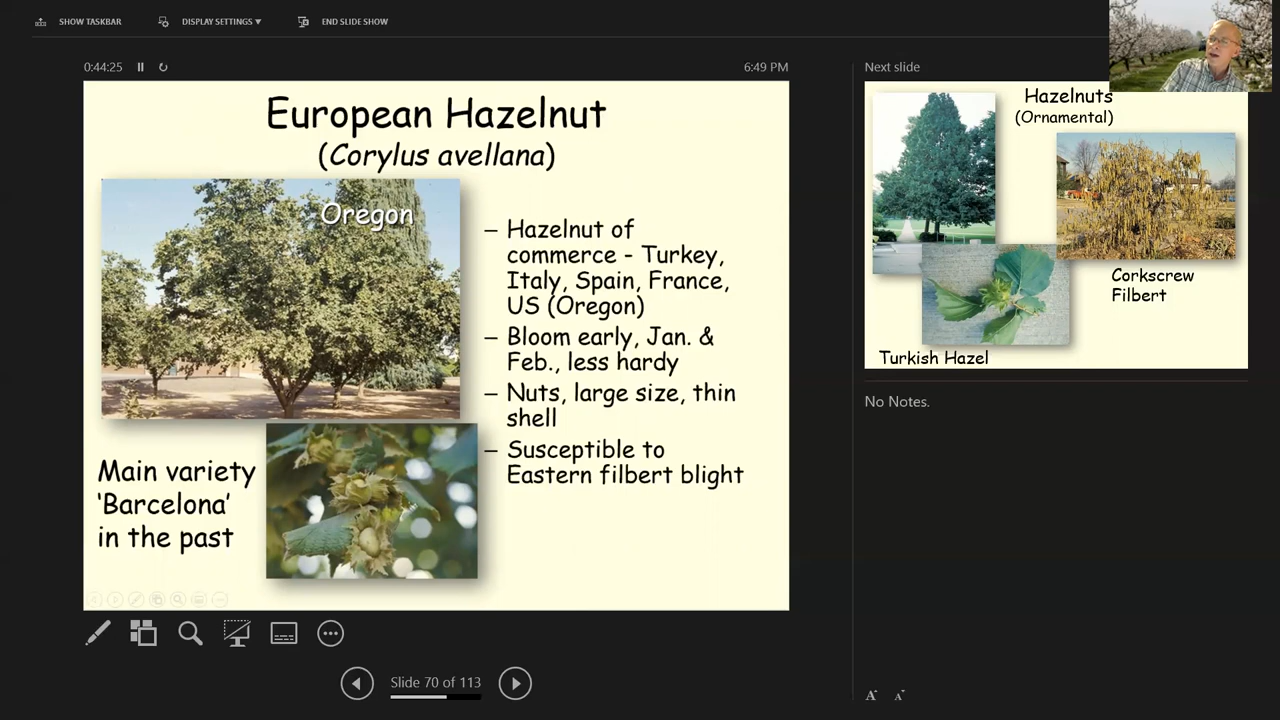 SHOW TASKBAR
DISPLAY SETTINGS ▼
END SLIDE SHOW
0:44:25
6:49 PM
European Hazelnut
(Corylus avellana)
Oregon
– Hazelnut of
commerce - Turkey,
Italy, Spain, France,
US (Oregon)
– Bloom early, Jan. &
Feb., less hardy
– Nuts, large size, thin
shell
– Susceptible to
Eastern filbert blight
Main variety
‘Barcelona’
in the past
Slide 70 of 113
Next slide
Hazelnuts
(Ornamental)
Corkscrew
Filbert
Turkish Hazel
No Notes.
A A